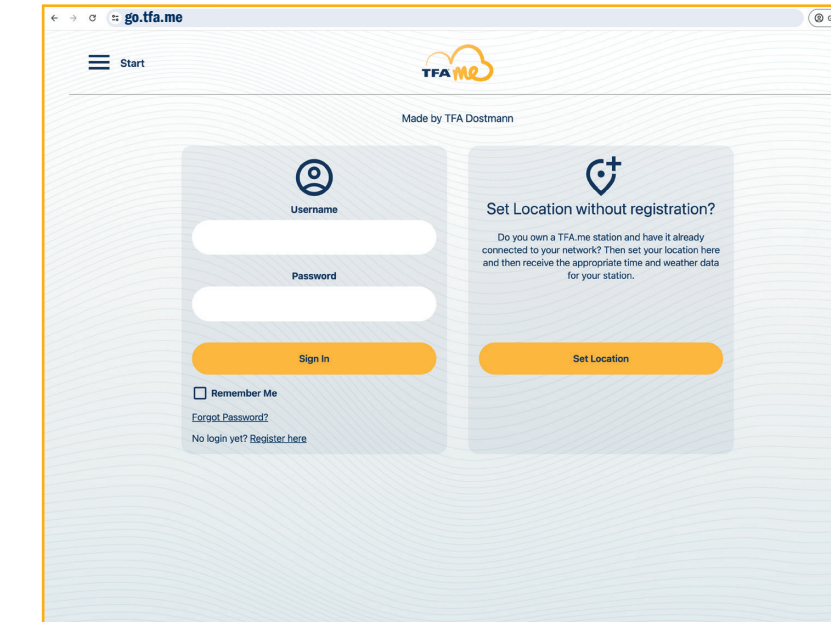 go.tfa.me
Start
TFA me
Made by TFA Dostmann
Username
Password
Sign In
Remember Me
Forgot Password?
No login yet? Register here
Set Location without registration?
Do you own a TFA.me station and have it already
connected to your network? Then set your location here
and then receive the appropriate time and weather data
for your station.
Set Location